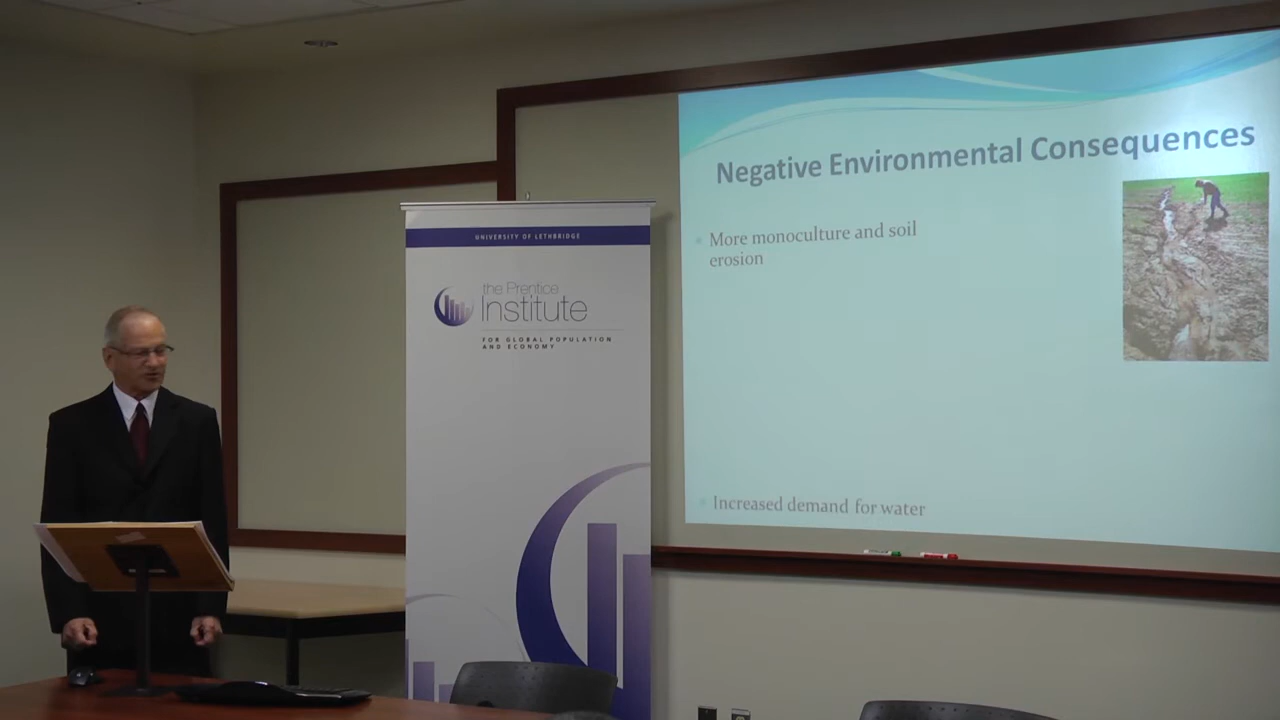 UNIVERSITY OF LETHBRIDGE
the Prentice
Institute
FOR GLOBAL POPULATION
AND ECONOMY
Negative Environmental Consequences
More monoculture and soil
erosion
Increased demand for water